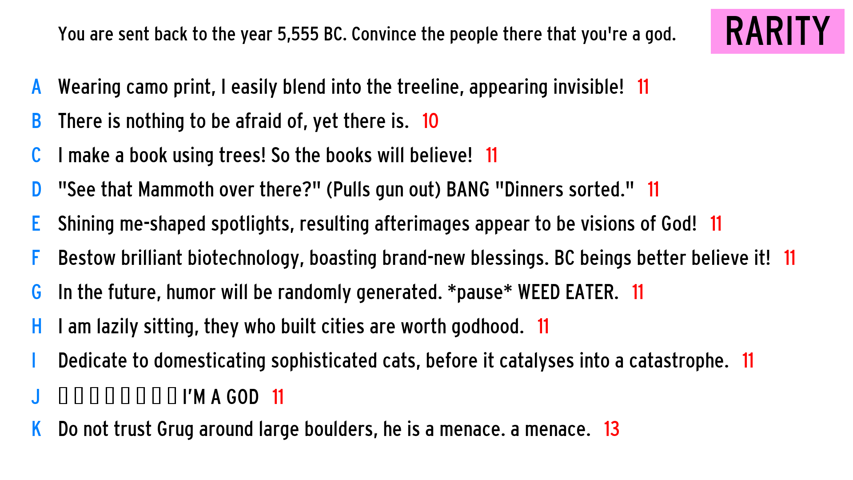 You are sent back to the year 5,555 BC. Convince the people there that you're a god.
RARITY
A Wearing camo print, I easily blend into the treeline, appearing invisible! 11
B There is nothing to be afraid of, yet there is. 10
C I make a book using trees! So the books will believe! 11
D "See that Mammoth over there?" (Pulls gun out) BANG "Dinners sorted." 11
E Shining me-shaped spotlights, resulting afterimages appear to be visions of God! 11
F Bestow brilliant biotechnology, boasting brand-new blessings. BC beings better believe it! 11
G In the future, humor will be randomly generated. *pause* WEED EATER. 11
H I am lazily sitting, they who built cities are worth godhood. 11
I Dedicate to domesticating sophisticated cats, before it catalyses into a catastrophe. 11
J ▯ ▯ ▯ ▯ ▯ ▯ ▯ ▯ I'M A GOD 11
K Do not trust Grug around large boulders, he is a menace. a menace. 13